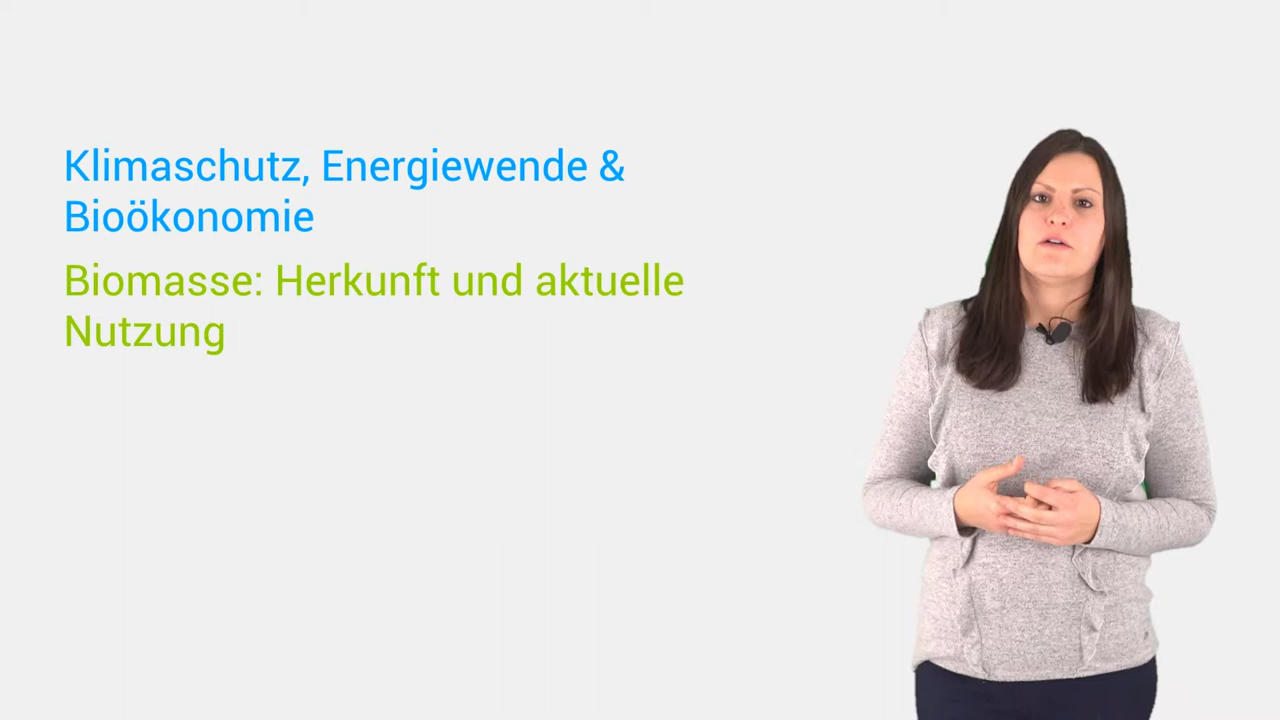 Klimaschutz, Energiewende &
Bioökonomie
Biomasse: Herkunft und aktuelle
Nutzung